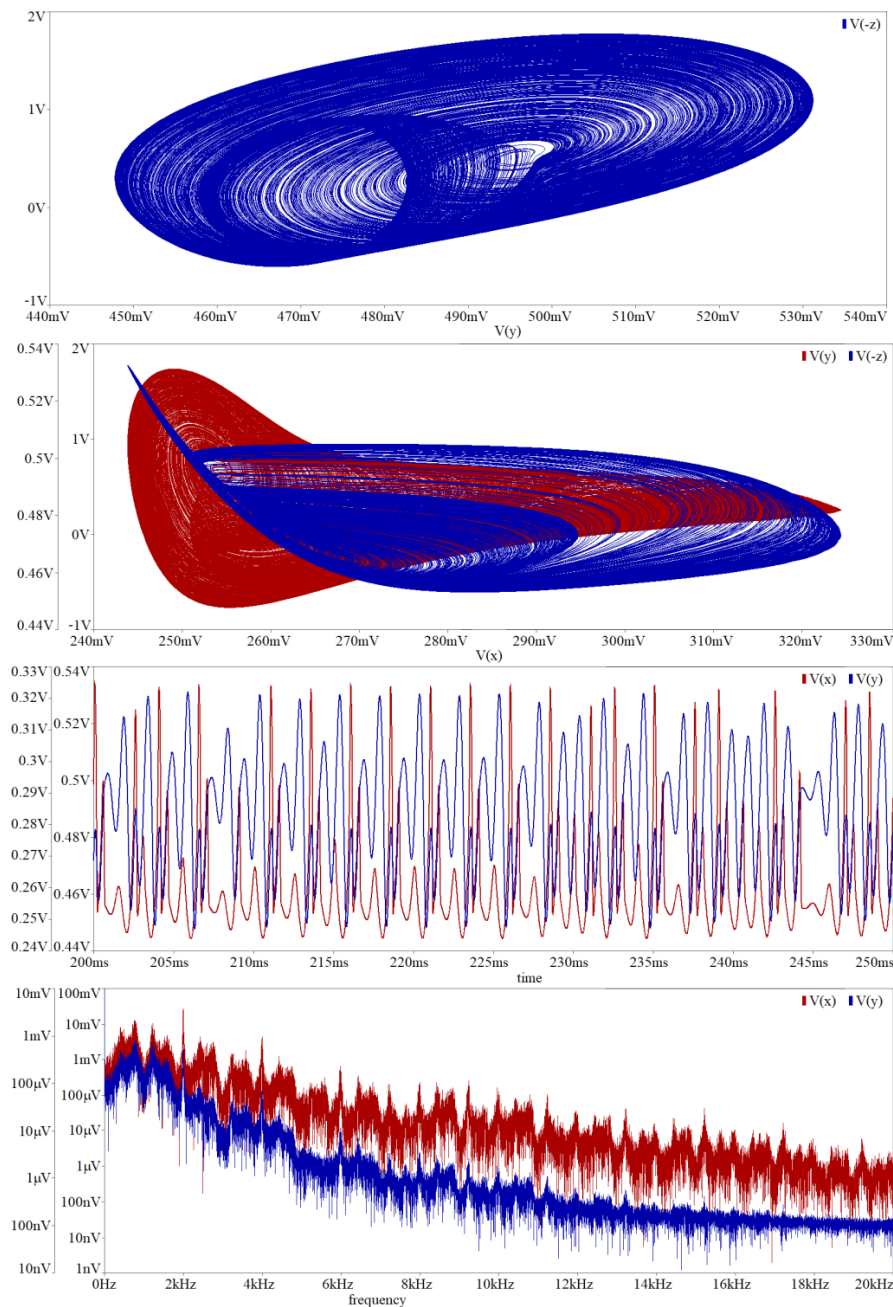 2V
V(-z)
1V
0V
-1V
440mV 450mV 460mV 470mV 480mV 490mV 500mV 510mV 520mV 530mV 540mV
V(y)
0.54V 2V
V(y) V(-z)
0.52V
1V
0.5V
0.48V
0V
0.46V
0.44V -1V
240mV 250mV 260mV 270mV 280mV 290mV 300mV 310mV 320mV 330mV
V(x)
0.33V 0.54V
V(x) V(y)
0.32V
0.52V
0.31V
0.3V
0.5V
0.29V
0.28V
0.48V
0.27V
0.26V
0.46V
0.25V
0.24V 0.44V
200ms 205ms 210ms 215ms 220ms 225ms 230ms 235ms 240ms 245ms 250ms
time
10mV 100mV
V(x) V(y)
10mV
1mV
1mV
100µV
100µV
10µV
10µV
1µV
1µV
100nV
100nV
10nV
10nV 1nV
0Hz 2kHz 4kHz 6kHz 8kHz 10kHz 12kHz 14kHz 16kHz 18kHz 20kHz
frequency